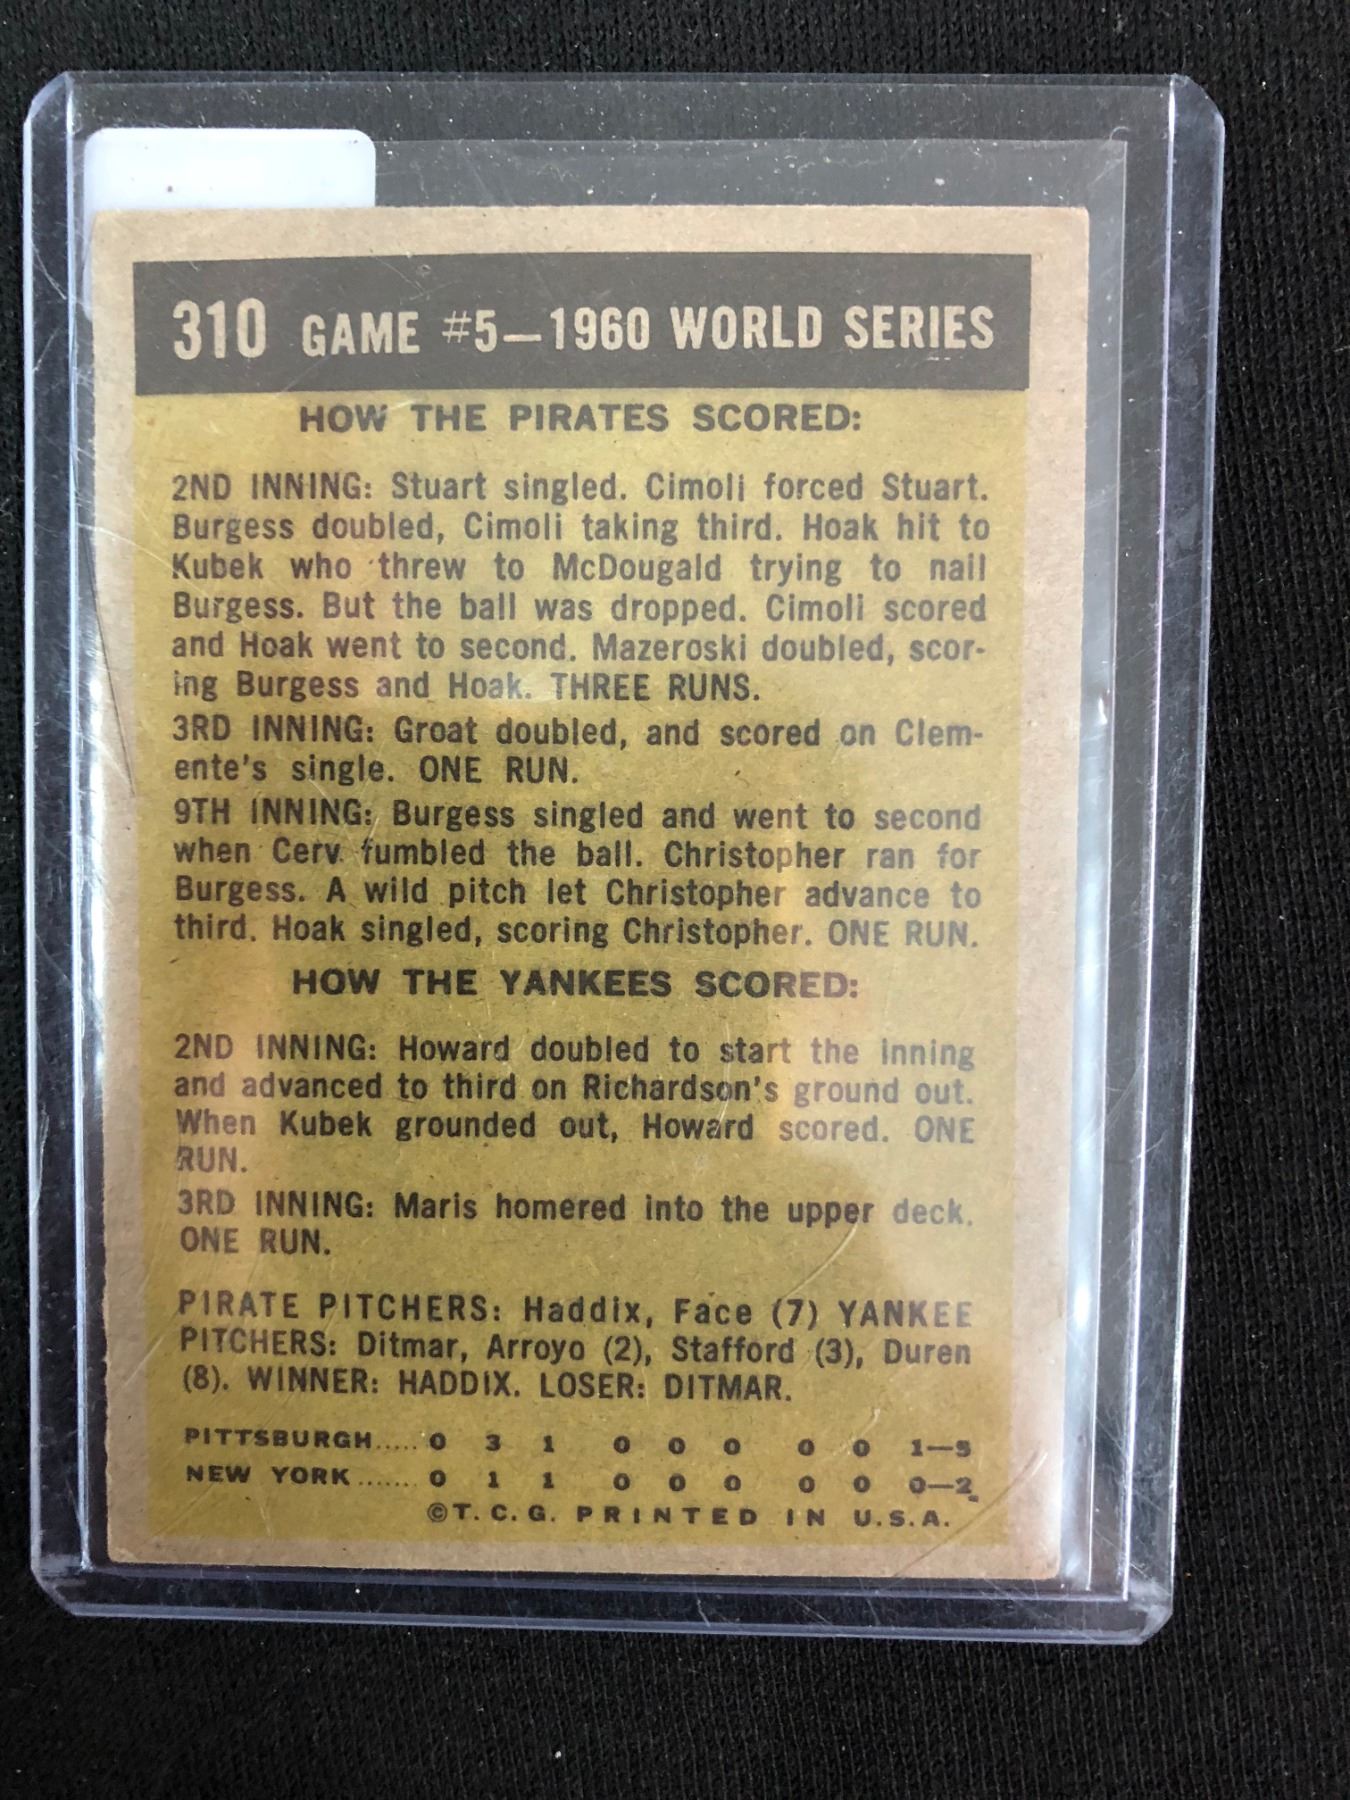 310 GAME #5—1960 WORLD SERIES
HOW THE PIRATES SCORED:
2ND INNING: Stuart singled. Cimoli forced Stuart.
Burgess doubled, Cimoli taking third. Hoak hit to
Kubek who threw to McDougald trying to nail
Burgess. But the ball was dropped. Cimoli scored
and Hoak went to second. Mazeroski doubled, scor-
ing Burgess and Hoak. THREE RUNS.
3RD INNING: Groat doubled, and scored on Clem-
ente's single. ONE RUN.
9TH INNING: Burgess singled and went to second
when Cerv fumbled the ball. Christopher ran for
Burgess. A wild pitch let Christopher advance to
third. Hoak singled, scoring Christopher. ONE RUN.
HOW THE YANKEES SCORED:
2ND INNING: Howard doubled to start the inning
and advanced to third on Richardson's ground out.
When Kubek grounded out, Howard scored. ONE
RUN.
3RD INNING: Maris homered into the upper deck.
ONE RUN.
PIRATE PITCHERS: Haddix, Face (7) YANKEE
PITCHERS: Ditmar, Arroyo (2), Stafford (3), Duren
(8). WINNER: HADDIX. LOSER: DITMAR.
PITTSBURGH..... 0 3 1 0 0 0 0 0 1—5
NEW YORK ...... 0 1 1 0 0 0 0 0 0—2
©T.C.G. PRINTED IN U.S.A.